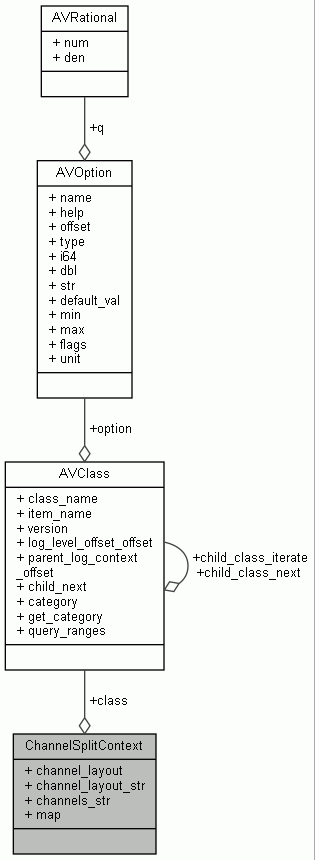 AVRational
+ num
+ den
+q
AVOption
+ name
+ help
+ offset
+ type
+ i64
+ dbl
+ str
+ default_val
+ min
+ max
+ flags
+ unit
+option
AVClass
+ class_name
+ item_name
+ version
+ log_level_offset_offset
+ parent_log_context
_offset
+ child_next
+ category
+ get_category
+ query_ranges
+child_class_iterate
+child_class_next
+class
ChannelSplitContext
+ channel_layout
+ channel_layout_str
+ channels_str
+ map